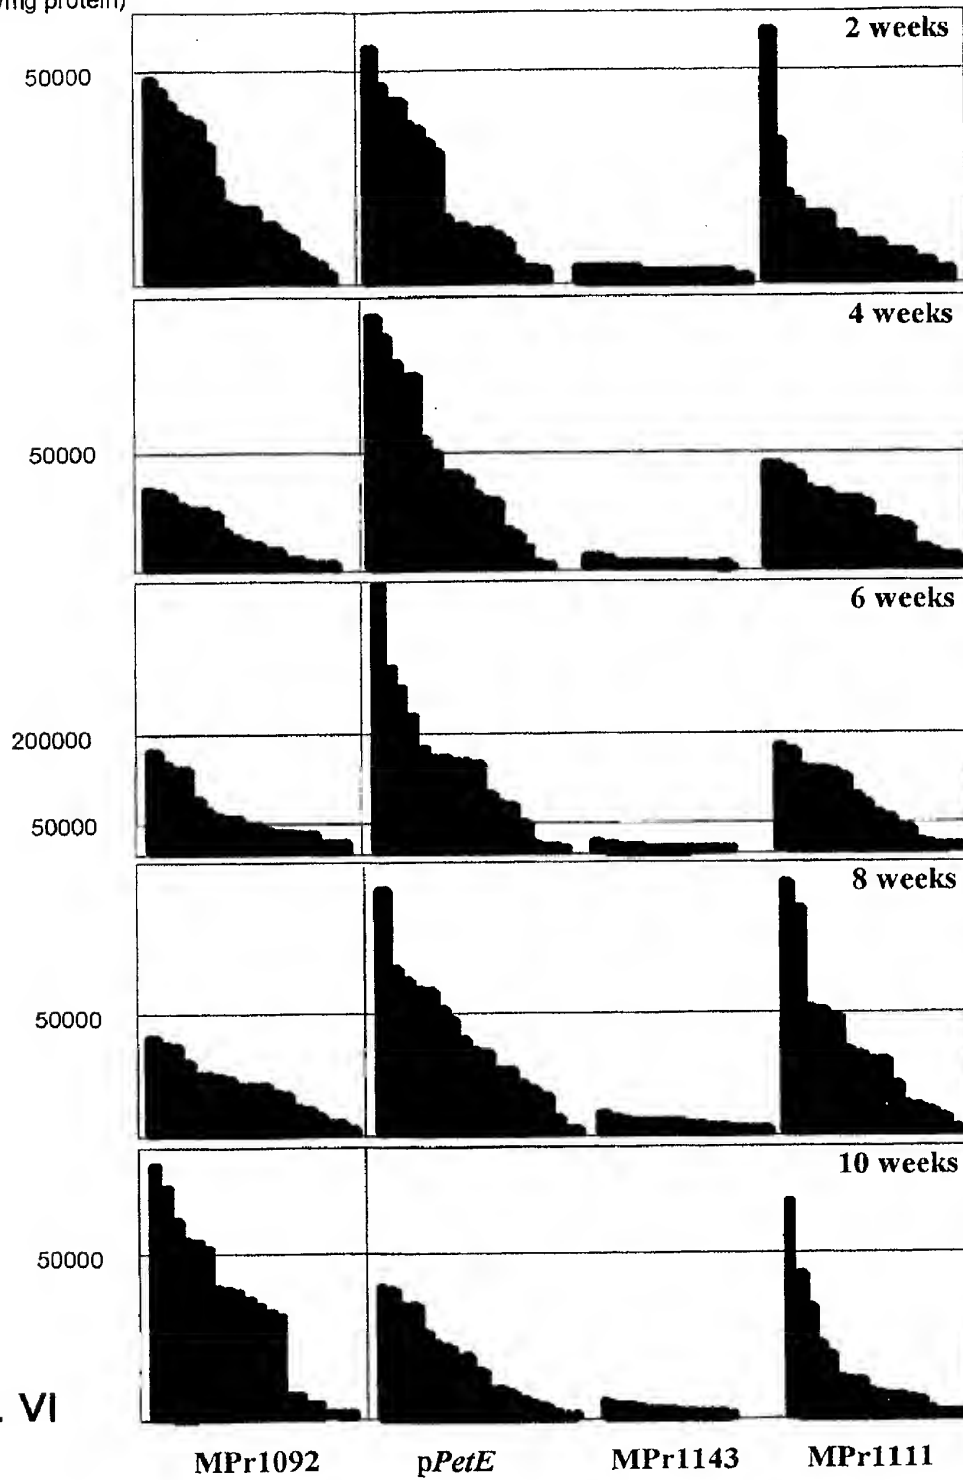 /mg protein)
2 weeks
50000
4 weeks
50000
6 weeks
200000
50000
8 weeks
50000
10 weeks
50000
. VI
MPr1092 pPetE MPr1143 MPr1111